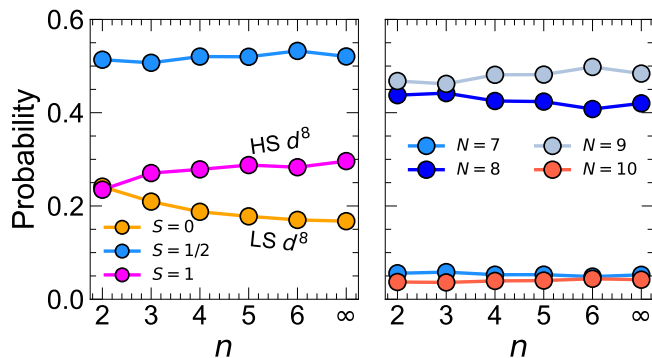 Probability
0.6
0.4
0.2
0.0
HS d⁸
LS d⁸
S = 0
S = 1/2
S = 1
2 3 4 5 6 ∞
n
N = 7
N = 8
N = 9
N = 10
2 3 4 5 6 ∞
n